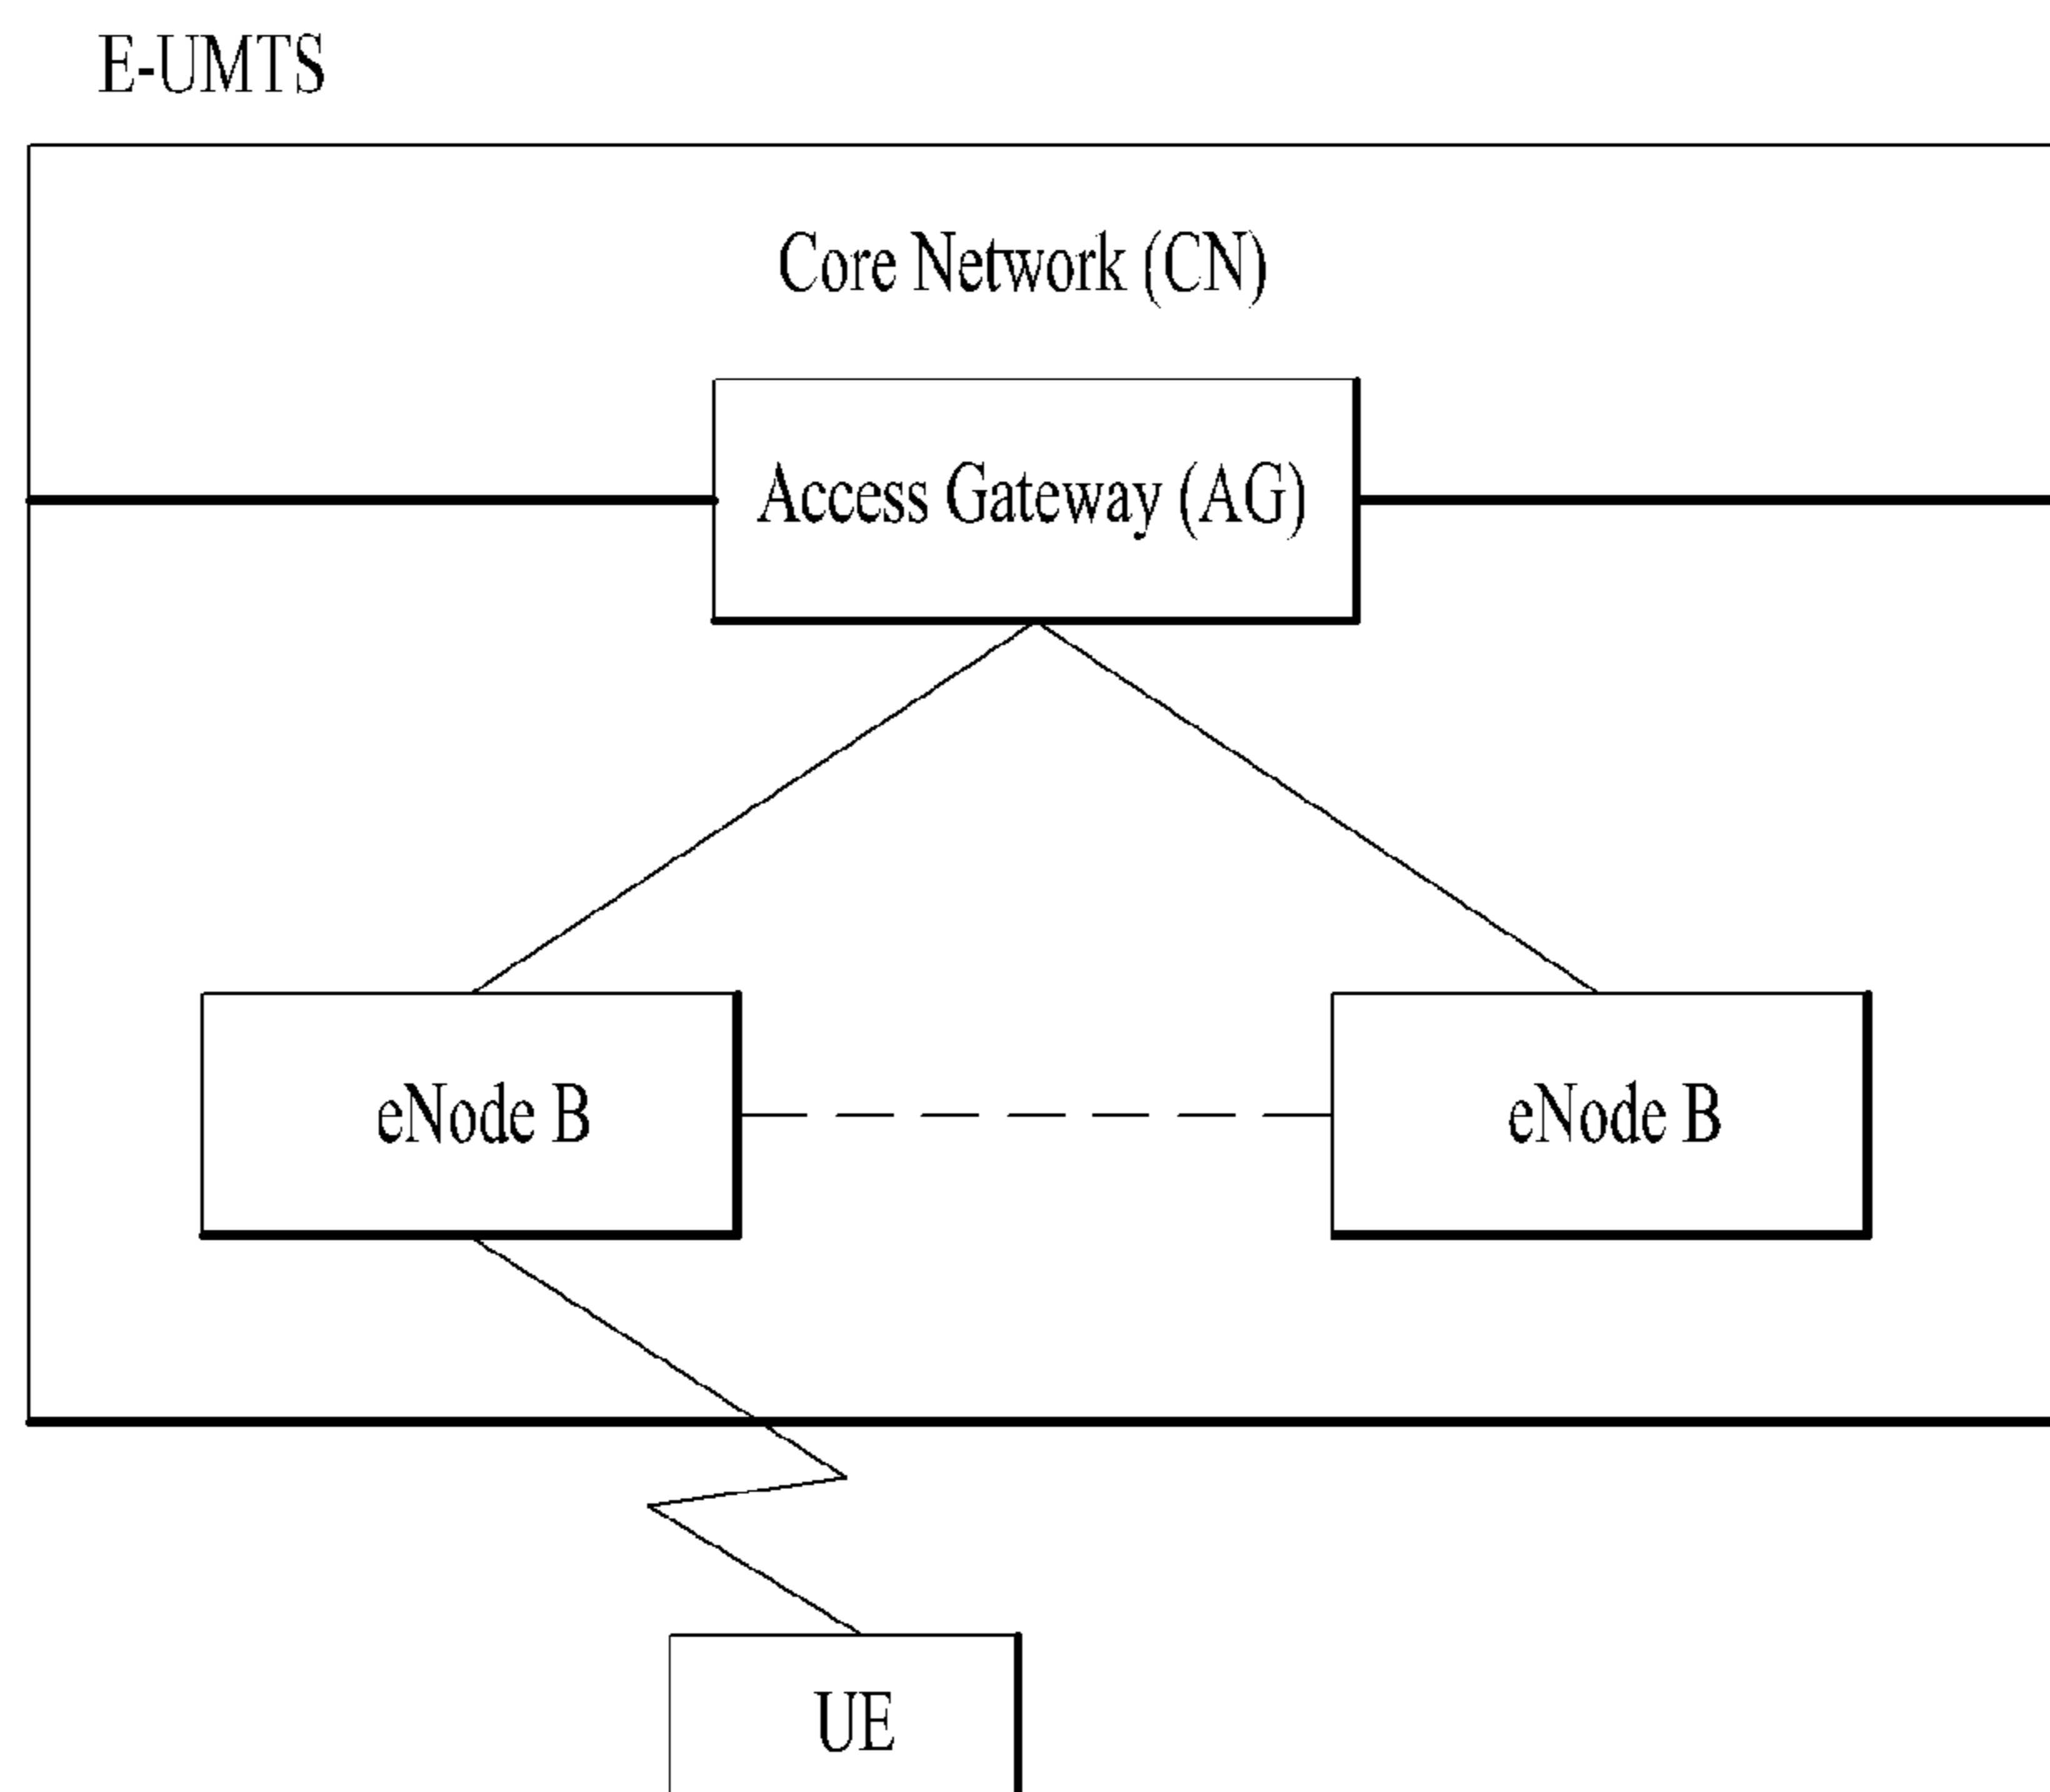 E-UMTS
Core Network (CN)
Access Gateway (AG)
eNode B
eNode B
UE